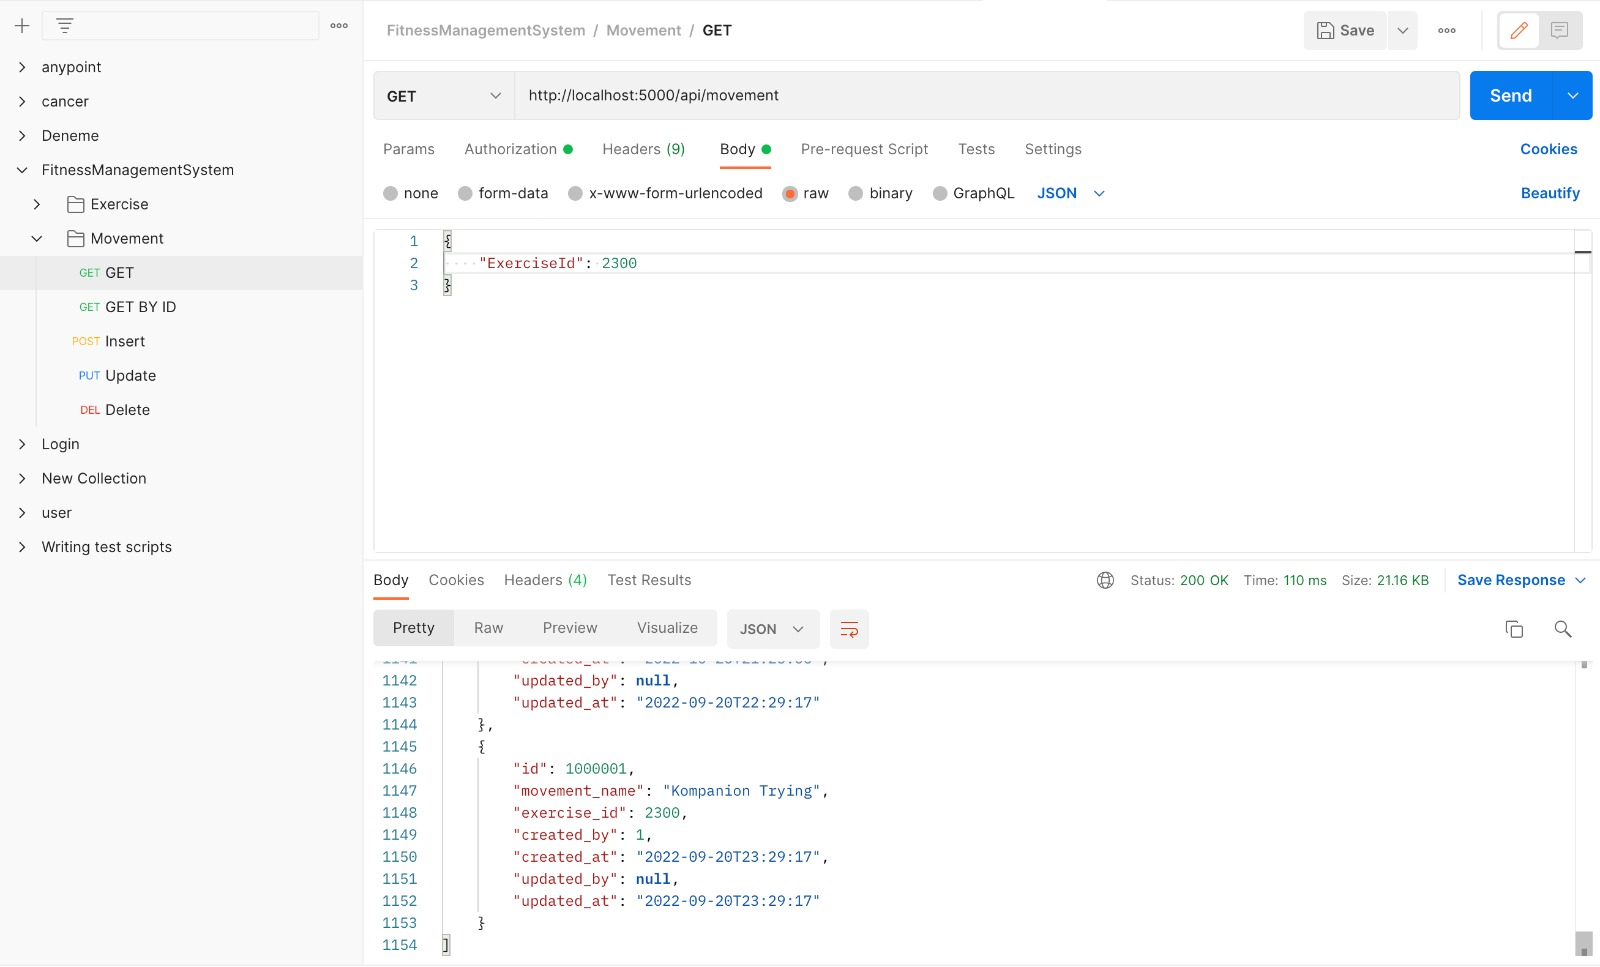 anypoint
cancer
Deneme
FitnessManagementSystem
Exercise
Movement
GET GET
GET GET BY ID
POST Insert
PUT Update
DEL Delete
Login
New Collection
user
Writing test scripts
FitnessManagementSystem / Movement / GET
Save
GET http://localhost:5000/api/movement
Send
Params Authorization Headers (9) Body Pre-request Script Tests Settings Cookies
none form-data x-www-form-urlencoded raw binary GraphQL JSON Beautify
1 {
2 "ExerciseId": 2300
3 }
Body Cookies Headers (4) Test Results Status: 200 OK Time: 110 ms Size: 21.16 KB Save Response
Pretty Raw Preview Visualize JSON
1142 "updated_by": null,
1143 "updated_at": "2022-09-20T22:29:17"
1144 },
1145 {
1146 "id": 1000001,
1147 "movement_name": "Kompanion Trying",
1148 "exercise_id": 2300,
1149 "created_by": 1,
1150 "created_at": "2022-09-20T23:29:17",
1151 "updated_by": null,
1152 "updated_at": "2022-09-20T23:29:17"
1153 }
1154 ]